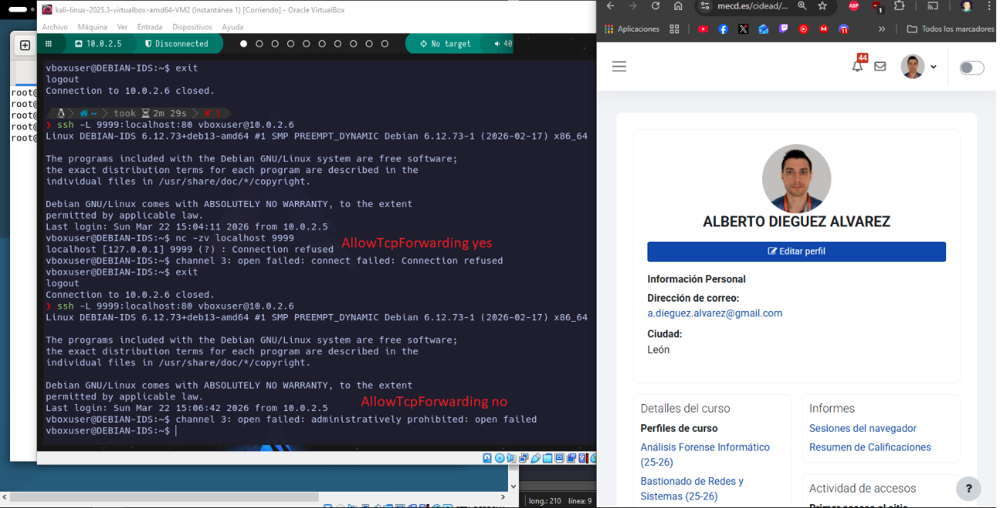 kali-linux-2025.3-virtualbox-amd64-VM2 (Instantánea 1) [Corriendo] - Oracle VirtualBox
Archivo Máquina Ver Entrada Dispositivos Ayuda
10.0.2.5 Disconnected No target 40
root@
root@
root@
root@
root@
vboxuser@DEBIAN-IDS:~$ exit
logout
Connection to 10.0.2.6 closed.
~ took 2m 29s 1
ssh -L 9999:localhost:80 vboxuser@10.0.2.6
Linux DEBIAN-IDS 6.12.73+deb13-amd64 #1 SMP PREEMPT_DYNAMIC Debian 6.12.73-1 (2026-02-17) x86_64
The programs included with the Debian GNU/Linux system are free software;
the exact distribution terms for each program are described in the
individual files in /usr/share/doc/*/copyright.
Debian GNU/Linux comes with ABSOLUTELY NO WARRANTY, to the extent
permitted by applicable law.
Last login: Sun Mar 22 15:04:11 2026 from 10.0.2.5
vboxuser@DEBIAN-IDS:~$ nc -zv localhost 9999
localhost [127.0.0.1] 9999 (?) : Connection refused
AllowTcpForwarding yes
vboxuser@DEBIAN-IDS:~$ channel 3: open failed: connect failed: Connection refused
vboxuser@DEBIAN-IDS:~$ exit
logout
Connection to 10.0.2.6 closed.
ssh -L 9999:localhost:80 vboxuser@10.0.2.6
Linux DEBIAN-IDS 6.12.73+deb13-amd64 #1 SMP PREEMPT_DYNAMIC Debian 6.12.73-1 (2026-02-17) x86_64
The programs included with the Debian GNU/Linux system are free software;
the exact distribution terms for each program are described in the
individual files in /usr/share/doc/*/copyright.
Debian GNU/Linux comes with ABSOLUTELY NO WARRANTY, to the extent
permitted by applicable law.
Last login: Sun Mar 22 15:06:42 2026 from 10.0.2.5
AllowTcpForwarding no
vboxuser@DEBIAN-IDS:~$ channel 3: open failed: administratively prohibited: open failed
vboxuser@DEBIAN-IDS:~$
long.: 210 línea: 9
mecd.es/cidead/...
ABP 1
Aplicaciones 11 » Todos los marcadores
44
ALBERTO DIEGUEZ ALVAREZ
Editar perfil
Información Personal
Dirección de correo:
a.dieguez.alvarez@gmail.com
Ciudad:
León
Detalles del curso
Perfiles de curso
Análisis Forense Informático
(25-26)
Bastionado de Redes y
Sistemas (25-26)
Informes
Sesiones del navegador
Resumen de Calificaciones
Actividad de accesos
?